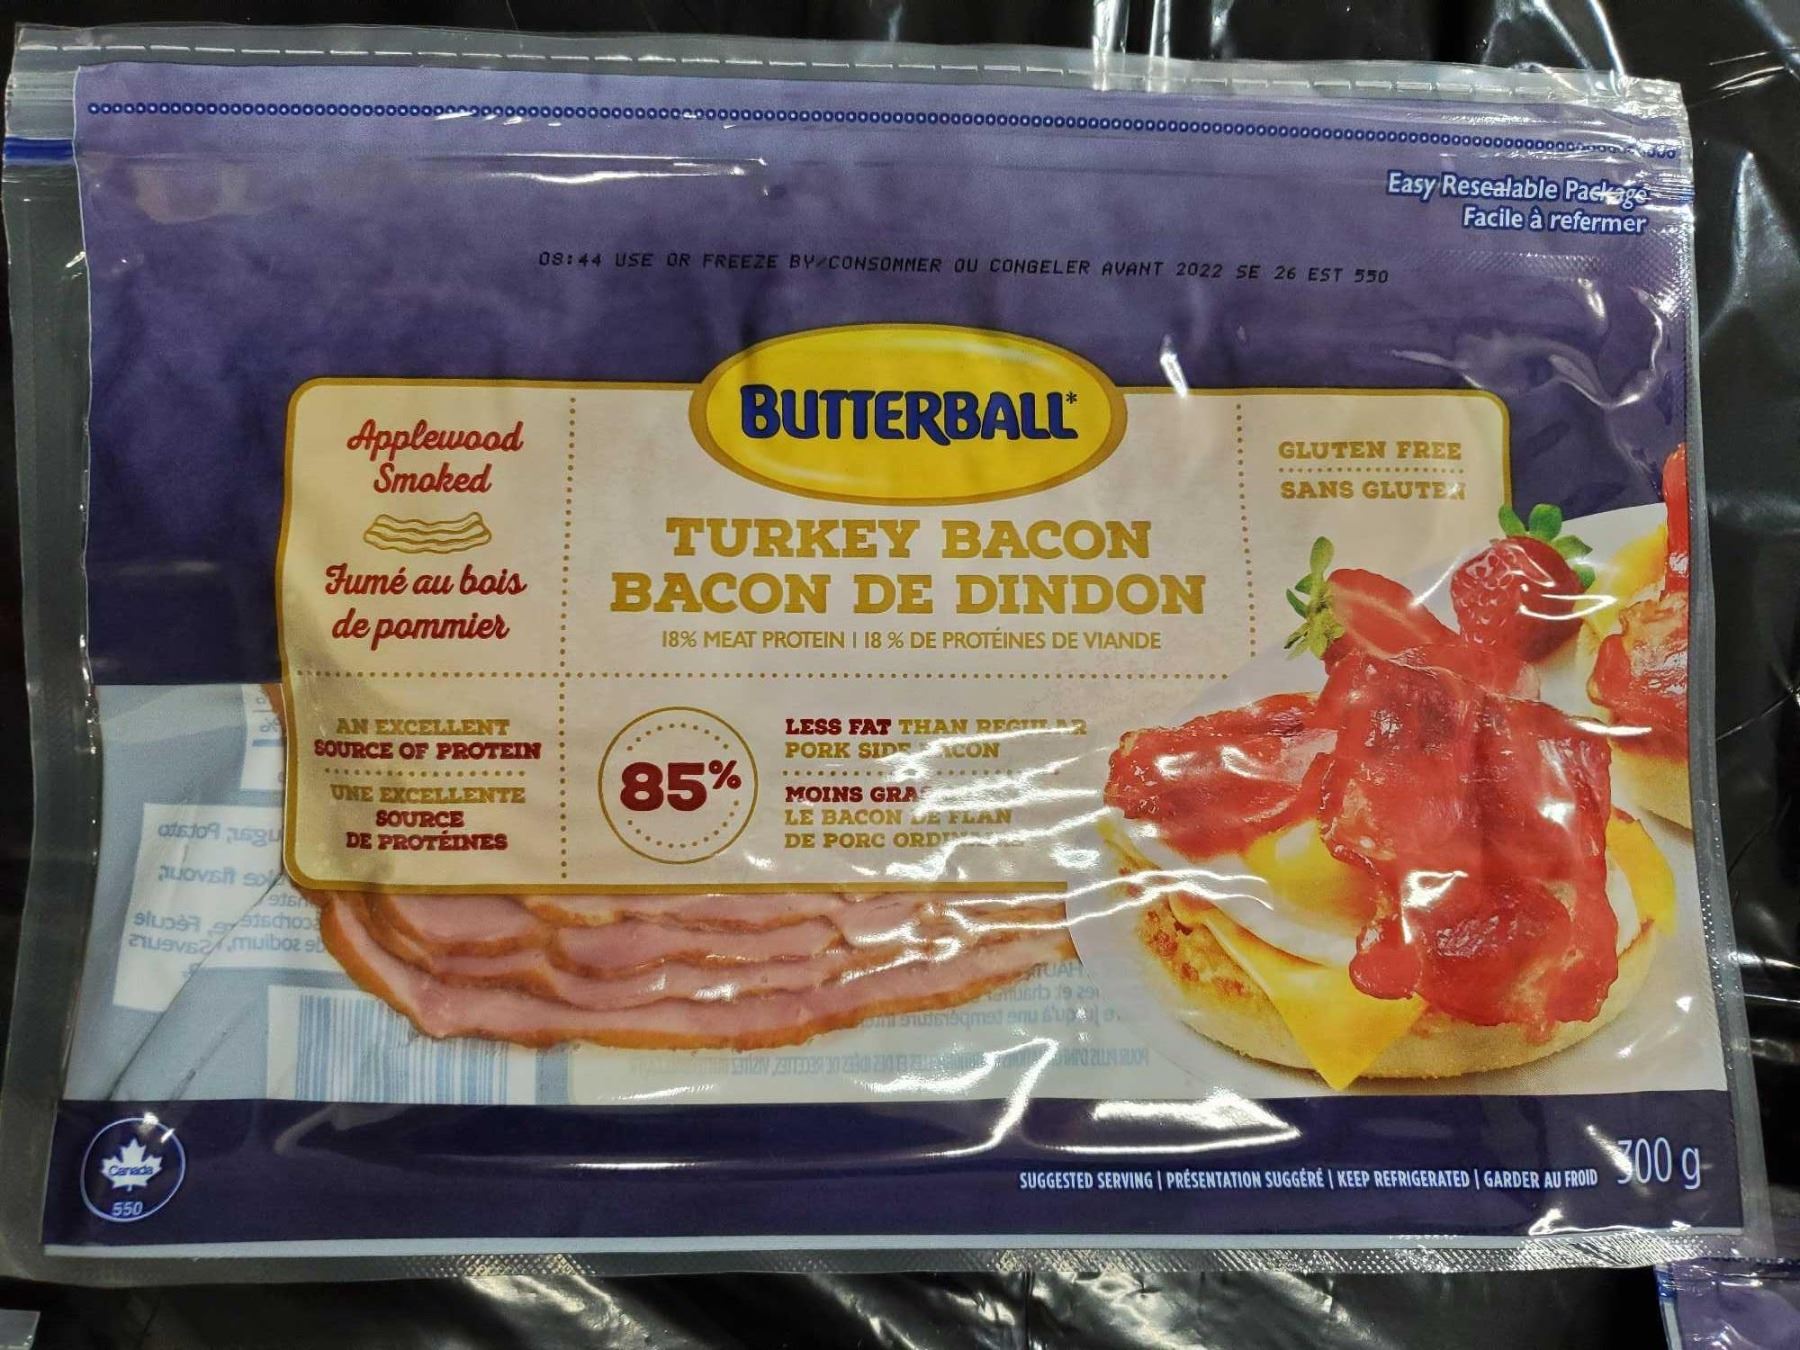 Easy Resealable Package
Facile à refermer
08:44 USE OR FREEZE BY/CONSOMMER OU CONGELER AVANT 2022 SE 26 EST 550
BUTTERBALL*
Applewood
Smoked
Fumé au bois
de pommier
TURKEY BACON
BACON DE DINDON
18% MEAT PROTEIN | 18 % DE PROTÉINES DE VIANDE
GLUTEN FREE
SANS GLUTEN
AN EXCELLENT
SOURCE OF PROTEIN
UNE EXCELLENTE
SOURCE
DE PROTÉINES
85%
LESS FAT THAN REGULAR
PORK SIDE BACON
MOINS
LE BACON DE FLAN
DE PORC
Canada
550
SUGGESTED SERVING | PRÉSENTATION SUGGÉRÉ | KEEP REFRIGERATED | GARDER AU FROID
300 g